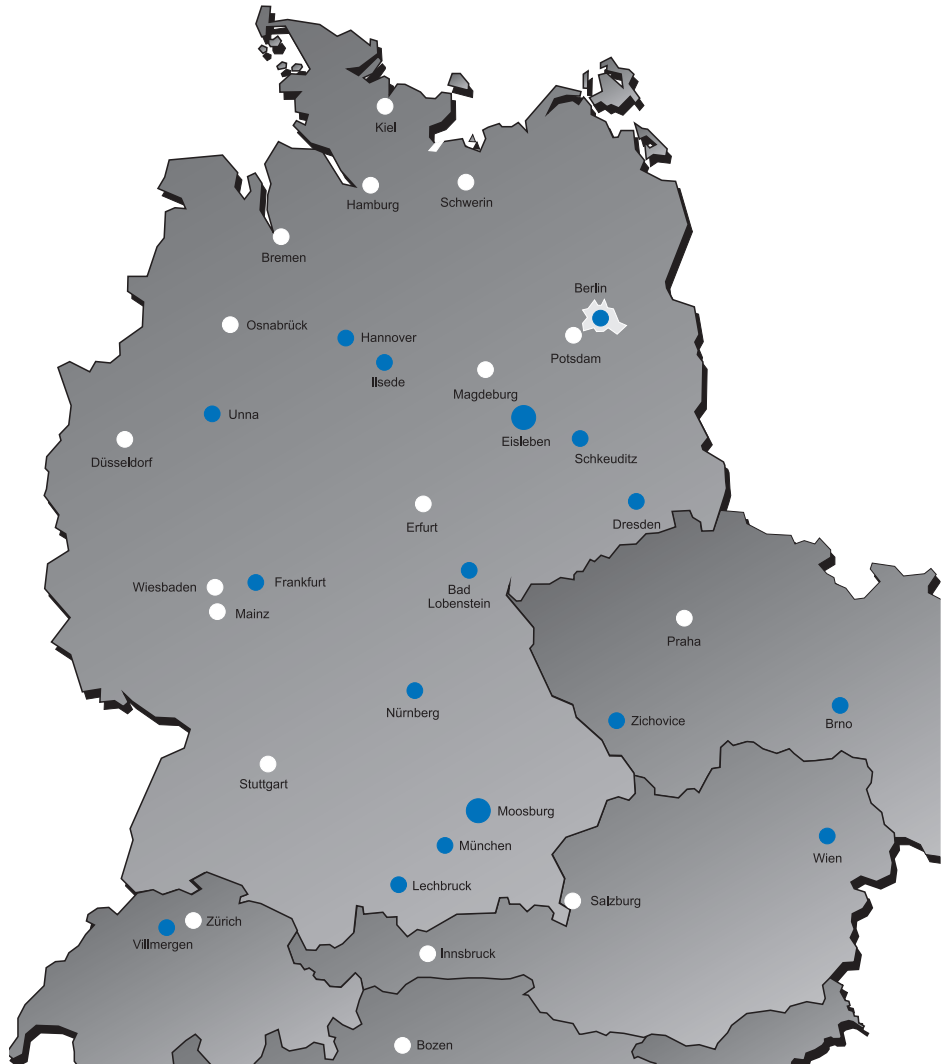 Kiel
Hamburg
Schwerin
Bremen
Berlin
Osnabrück
Hannover
Potsdam
Ilsede
Magdeburg
Unna
Eisleben
Schkeuditz
Düsseldorf
Erfurt
Dresden
Wiesbaden
Frankfurt
Bad
Lobenstein
Mainz
Praha
Nürnberg
Zichovice
Brno
Stuttgart
Moosburg
München
Wien
Lechbruck
Salzburg
Zürich
Villmergen
Innsbruck
Bozen